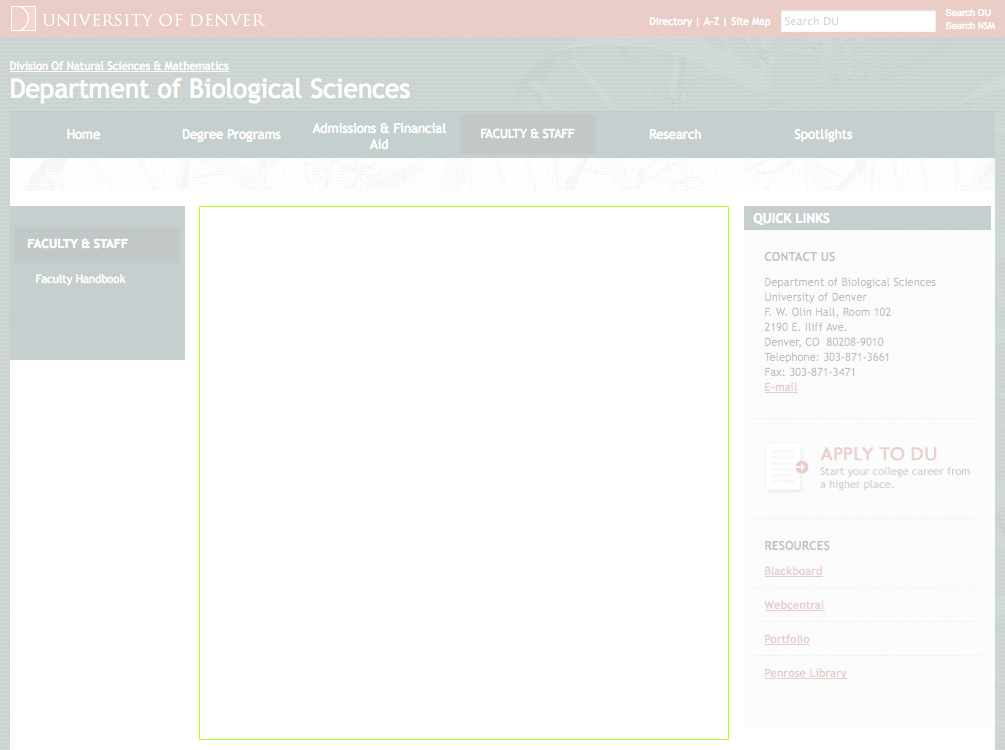 UNIVERSITY OF DENVER
Directory | A-Z | Site Map
Search DU
Search DU
Search NSM
Division Of Natural Sciences & Mathematics
Department of Biological Sciences
Home
Degree Programs
Admissions & Financial
Aid
FACULTY & STAFF
Research
Spotlights
FACULTY & STAFF
Faculty Handbook
QUICK LINKS
CONTACT US
Department of Biological Sciences
University of Denver
F. W. Olin Hall, Room 102
2190 E. Iliff Ave.
Denver, CO 80208-9010
Telephone: 303-871-3661
Fax: 303-871-3471
E-mail
APPLY TO DU
Start your college career from
a higher place.
RESOURCES
Blackboard
Webcentral
Portfolio
Penrose Library